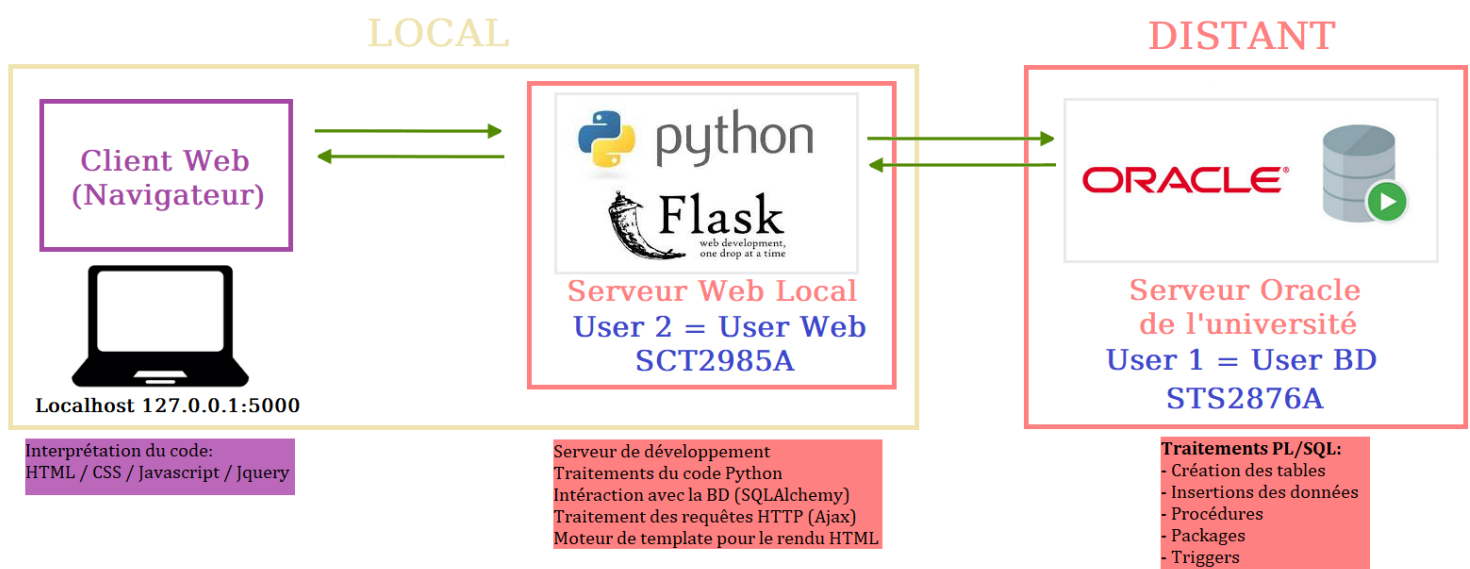 LOCAL
DISTANT
Client Web
(Navigateur)
Localhost 127.0.0.1:5000
Interprétation du code:
HTML / CSS / Javascript / Jquery
python
Flask
web development,
one drop at a time
Serveur Web Local
User 2 = User Web
SCT2985A
Serveur de développement
Traitements du code Python
Intéraction avec la BD (SQLAlchemy)
Traitement des requêtes HTTP (Ajax)
Moteur de template pour le rendu HTML
ORACLE®
Serveur Oracle
de l'université
User 1 = User BD
STS2876A
Traitements PL/SQL:
- Création des tables
- Insertions des données
- Procédures
- Packages
- Triggers